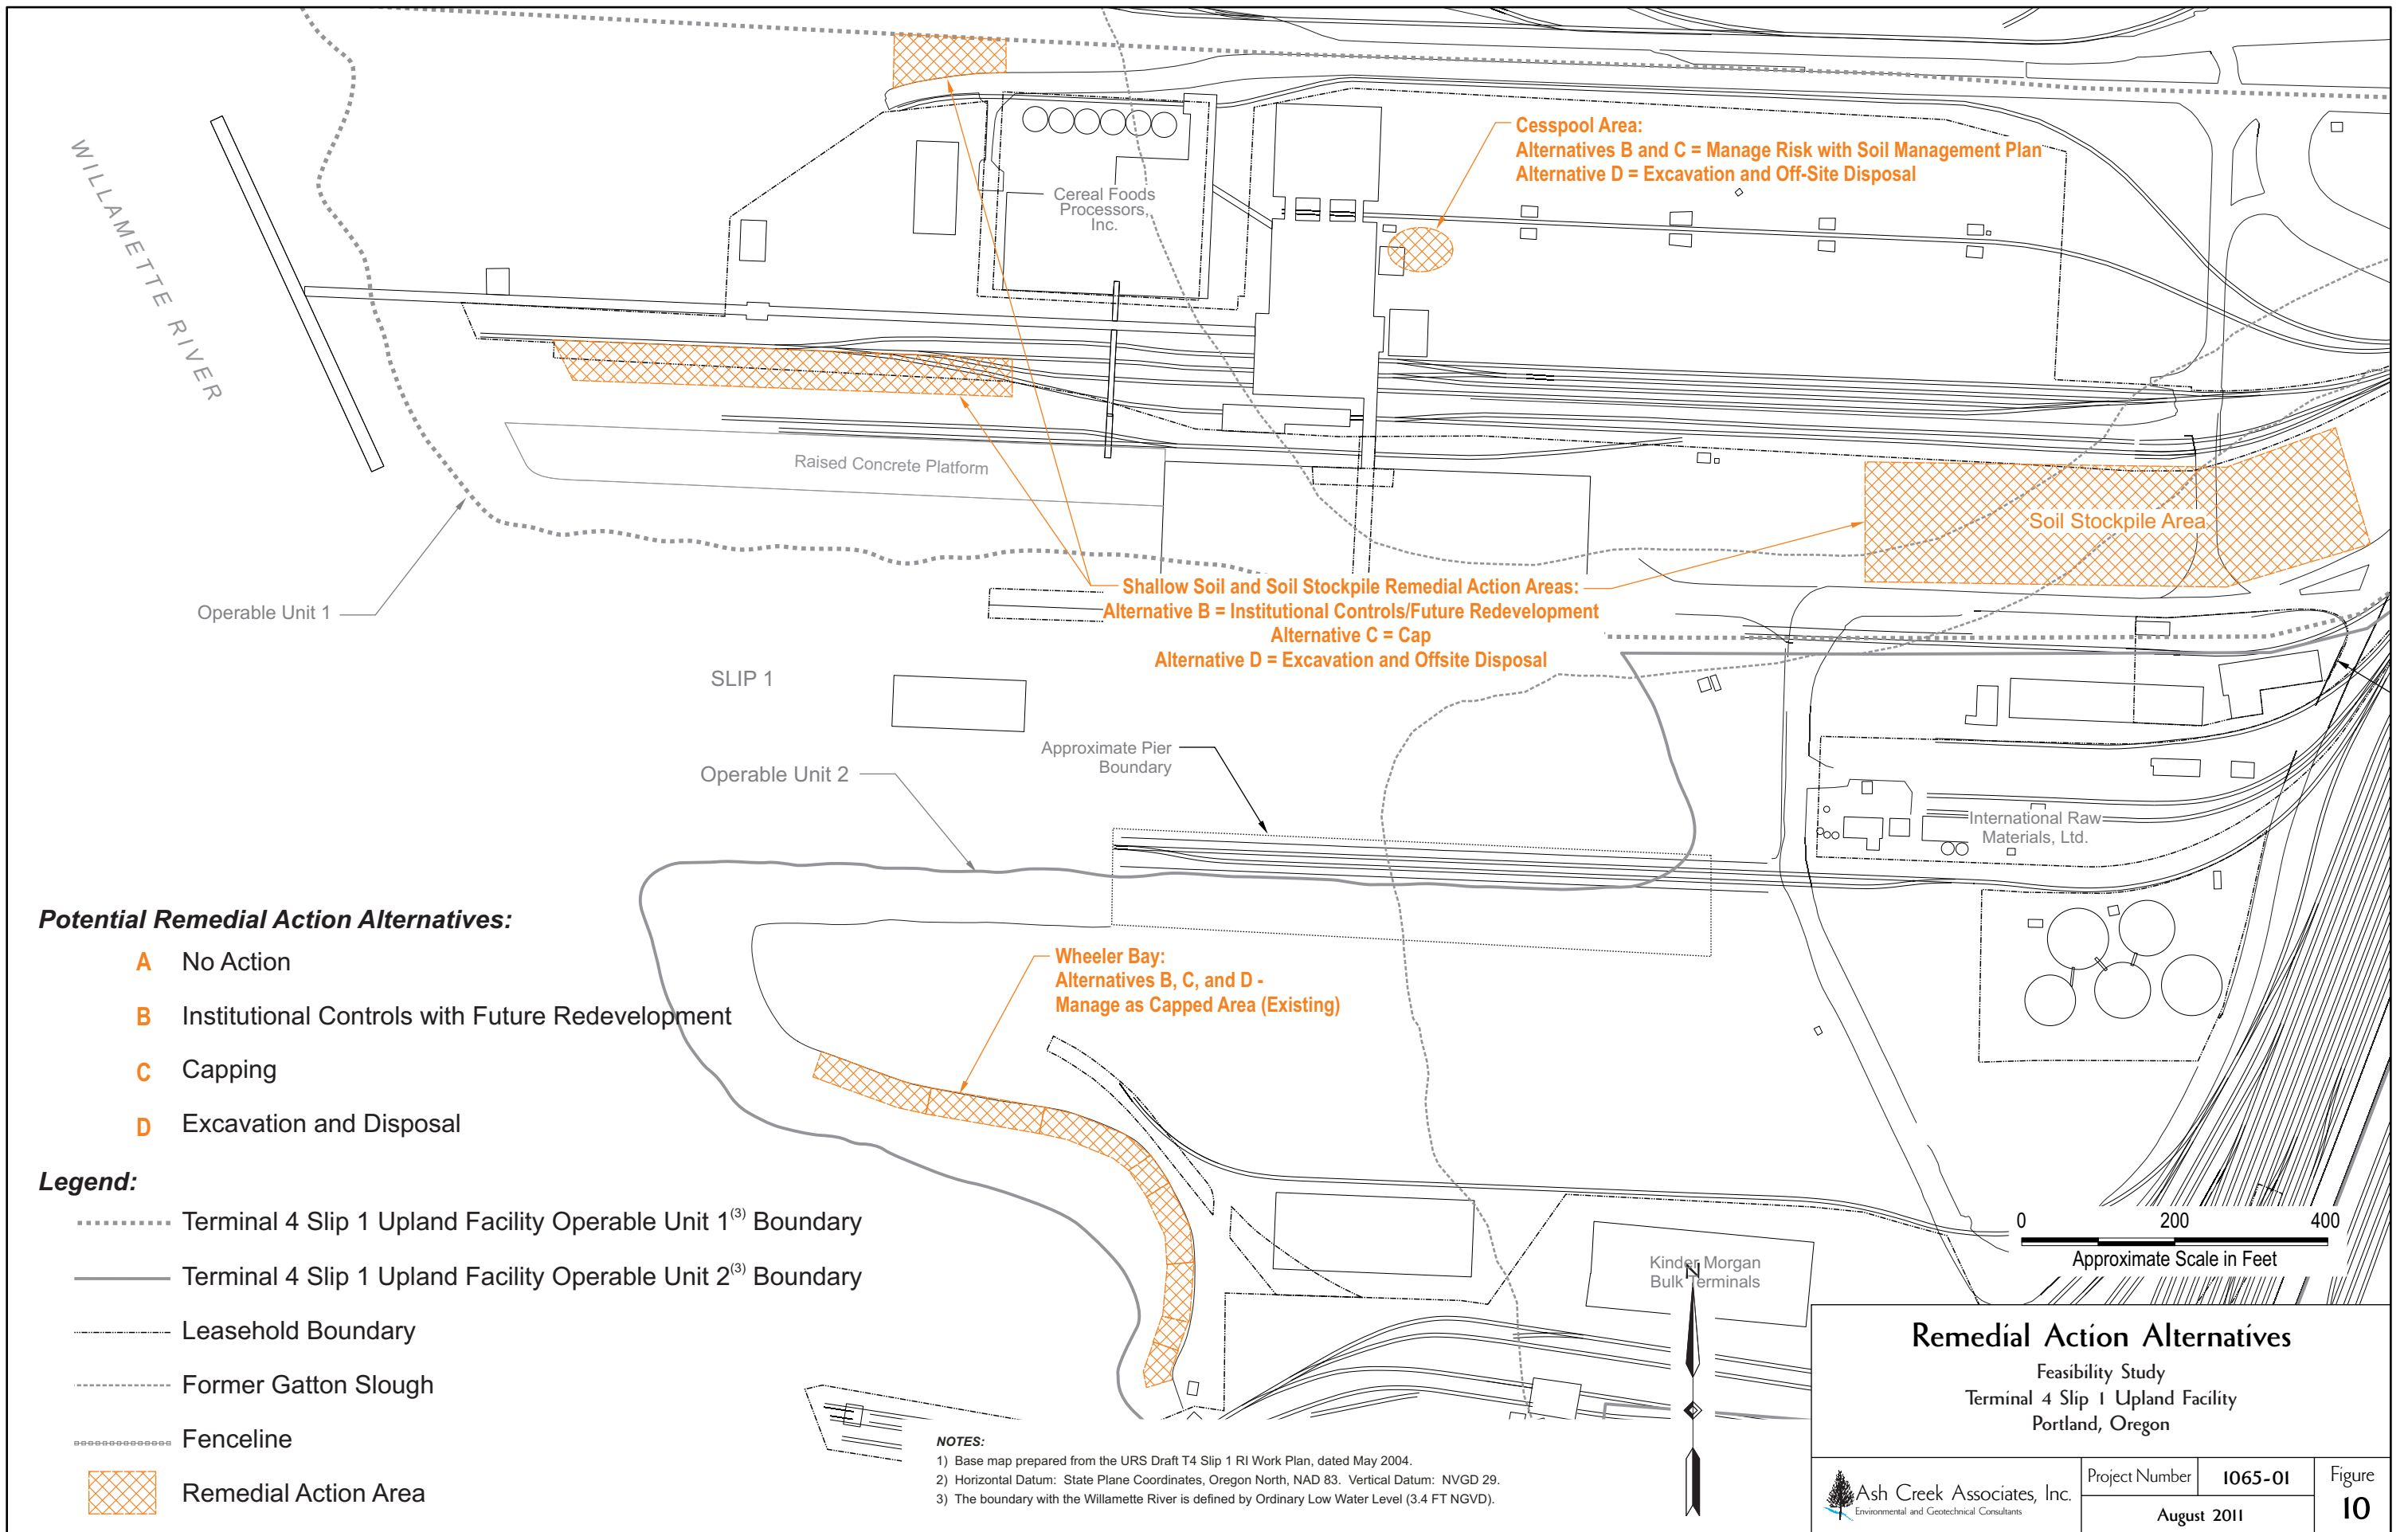 WILLAMETTE RIVER
Cereal Foods
Processors,
Inc.
Cesspool Area:
Alternatives B and C = Manage Risk with Soil Management Plan
Alternative D = Excavation and Off-Site Disposal
Raised Concrete Platform
Soil Stockpile Area
Operable Unit 1
Shallow Soil and Soil Stockpile Remedial Action Areas:
Alternative B = Institutional Controls/Future Redevelopment
Alternative C = Cap
Alternative D = Excavation and Offsite Disposal
SLIP 1
Operable Unit 2
Approximate Pier
Boundary
International Raw
Materials, Ltd.
Wheeler Bay:
Alternatives B, C, and D -
Manage as Capped Area (Existing)
Potential Remedial Action Alternatives:
A No Action
B Institutional Controls with Future Redevelopment
C Capping
D Excavation and Disposal
Legend:
Terminal 4 Slip 1 Upland Facility Operable Unit 1(3) Boundary
Terminal 4 Slip 1 Upland Facility Operable Unit 2(3) Boundary
Leasehold Boundary
Former Gatton Slough
Fenceline
Remedial Action Area
Kinder Morgan
Bulk Terminals
N
0 200 400
Approximate Scale in Feet
NOTES:
1) Base map prepared from the URS Draft T4 Slip 1 RI Work Plan, dated May 2004.
2) Horizontal Datum: State Plane Coordinates, Oregon North, NAD 83. Vertical Datum: NVGD 29.
3) The boundary with the Willamette River is defined by Ordinary Low Water Level (3.4 FT NGVD).
Remedial Action Alternatives
Feasibility Study
Terminal 4 Slip 1 Upland Facility
Portland, Oregon
Ash Creek Associates, Inc.
Environmental and Geotechnical Consultants
Project Number 1065-01
August 2011
Figure
10